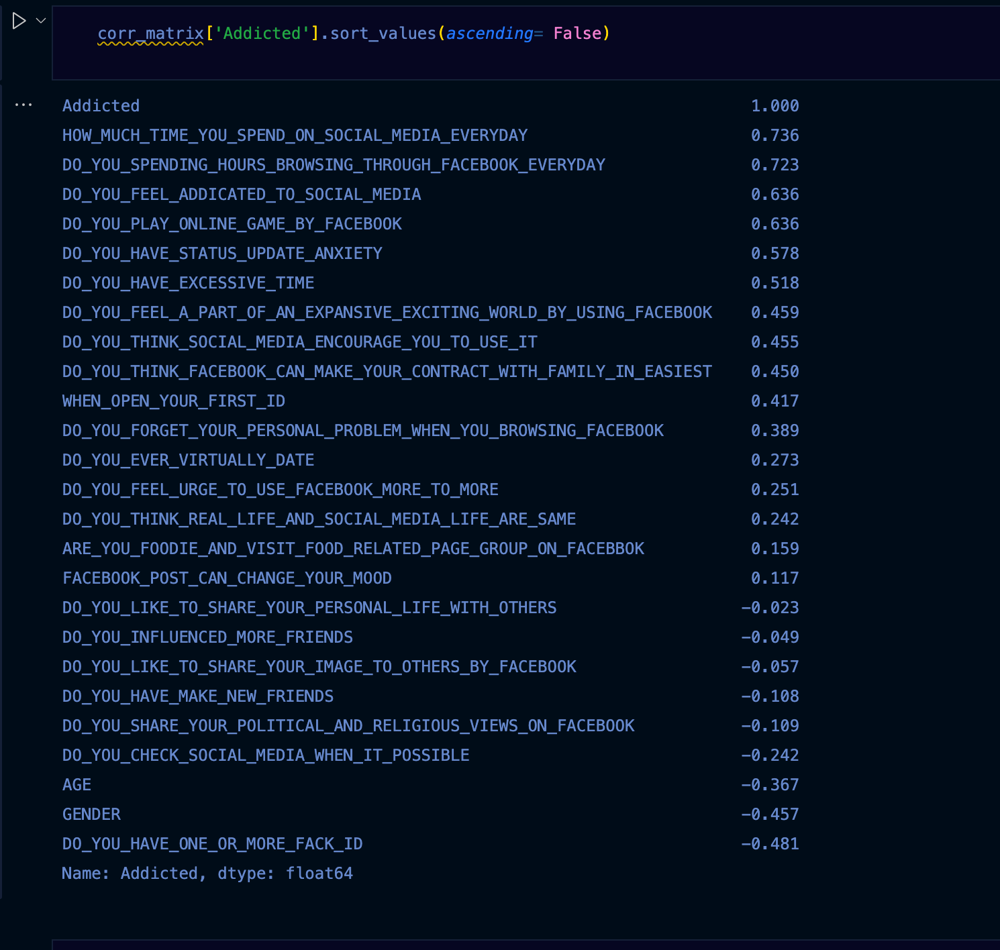 corr_matrix['Addicted'].sort_values(ascending= False)
Addicted 1.000
HOW_MUCH_TIME_YOU_SPEND_ON_SOCIAL_MEDIA_EVERYDAY 0.736
DO_YOU_SPENDING_HOURS_BROWSING_THROUGH_FACEBOOK_EVERYDAY 0.723
DO_YOU_FEEL_ADDICATED_TO_SOCIAL_MEDIA 0.636
DO_YOU_PLAY_ONLINE_GAME_BY_FACEBOOK 0.636
DO_YOU_HAVE_STATUS_UPDATE_ANXIETY 0.578
DO_YOU_HAVE_EXCESSIVE_TIME 0.518
DO_YOU_FEEL_A_PART_OF_AN_EXPANSIVE_EXCITING_WORLD_BY_USING_FACEBOOK 0.459
DO_YOU_THINK_SOCIAL_MEDIA_ENCOURAGE_YOU_TO_USE_IT 0.455
DO_YOU_THINK_FACEBOOK_CAN_MAKE_YOUR_CONTRACT_WITH_FAMILY_IN_EASIEST 0.450
WHEN_OPEN_YOUR_FIRST_ID 0.417
DO_YOU_FORGET_YOUR_PERSONAL_PROBLEM_WHEN_YOU_BROWSING_FACEBOOK 0.389
DO_YOU_EVER_VIRTUALLY_DATE 0.273
DO_YOU_FEEL_URGE_TO_USE_FACEBOOK_MORE_TO_MORE 0.251
DO_YOU_THINK_REAL_LIFE_AND_SOCIAL_MEDIA_LIFE_ARE_SAME 0.242
ARE_YOU_FOODIE_AND_VISIT_FOOD_RELATED_PAGE_GROUP_ON_FACEBBOK 0.159
FACEBOOK_POST_CAN_CHANGE_YOUR_MOOD 0.117
DO_YOU_LIKE_TO_SHARE_YOUR_PERSONAL_LIFE_WITH_OTHERS -0.023
DO_YOU_INFLUENCED_MORE_FRIENDS -0.049
DO_YOU_LIKE_TO_SHARE_YOUR_IMAGE_TO_OTHERS_BY_FACEBOOK -0.057
DO_YOU_HAVE_MAKE_NEW_FRIENDS -0.108
DO_YOU_SHARE_YOUR_POLITICAL_AND_RELIGIOUS_VIEWS_ON_FACEBOOK -0.109
DO_YOU_CHECK_SOCIAL_MEDIA_WHEN_IT_POSSIBLE -0.242
AGE -0.367
GENDER -0.457
DO_YOU_HAVE_ONE_OR_MORE_FACK_ID -0.481
Name: Addicted, dtype: float64